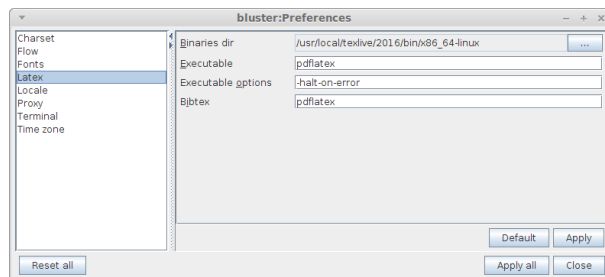 bluster:Preferences
Charset
Flow
Fonts
Latex
Locale
Proxy
Terminal
Time zone
Binaries dir /usr/local/texlive/2016/bin/x86_64-linux ...
Executable pdflatex
Executable options -halt-on-error
Bibtex pdflatex
Default Apply
Reset all Apply all Close